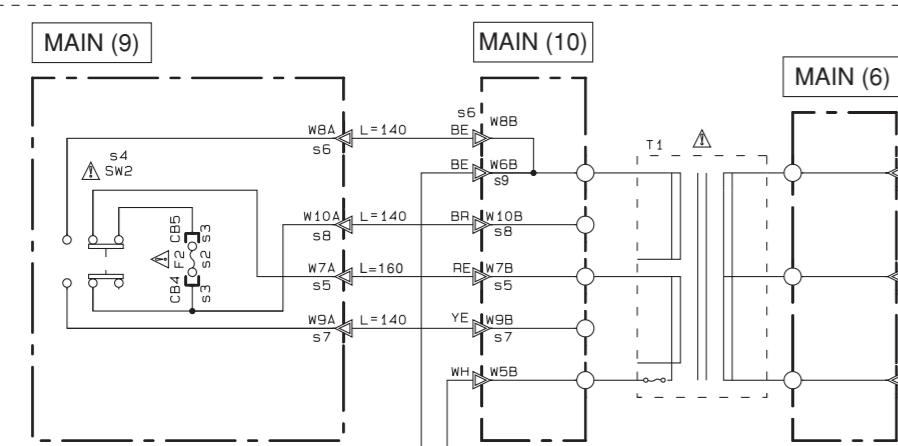 MAIN (9)
MAIN (10)
MAIN (6)
s6
W8A L=140 BE W8B
s6
T1
s4
SW2
BE W6B
s9
W10A L=140 BR W10B
s8 s8
CB5 s3
F2 s2
CB4 s3
W7A L=160 RE W7B
s5 s5
W9A L=140 YE W9B
s7 s7
WH W5B